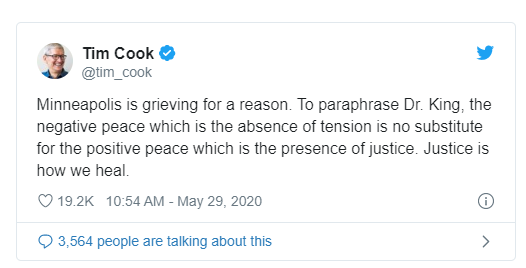 Tim Cook
@tim_cook
Minneapolis is grieving for a reason. To paraphrase Dr. King, the
negative peace which is the absence of tension is no substitute
for the positive peace which is the presence of justice. Justice is
how we heal.
19.2K 10:54 AM - May 29, 2020
3,564 people are talking about this